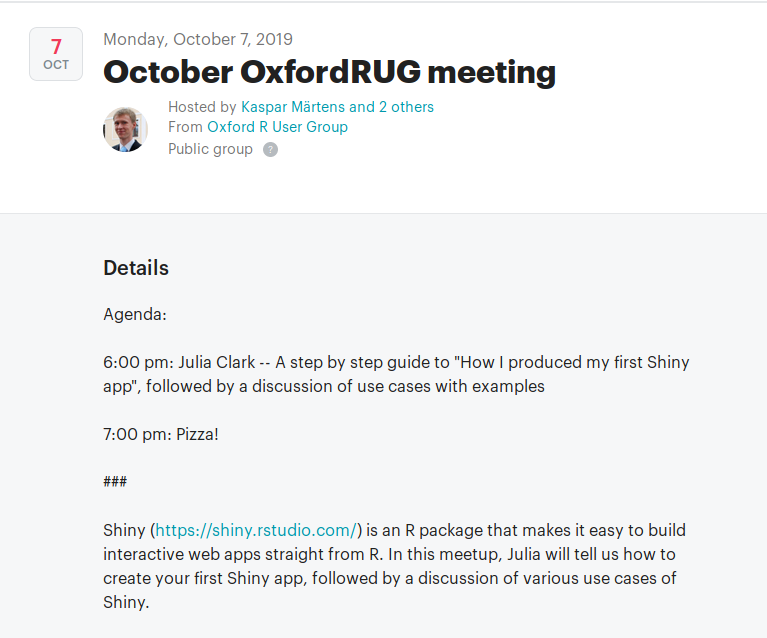 7
OCT
Monday, October 7, 2019
October OxfordRUG meeting
Hosted by Kaspar Märtens and 2 others
From Oxford R User Group
Public group ?
Details
Agenda:
6:00 pm: Julia Clark -- A step by step guide to "How I produced my first Shiny
app", followed by a discussion of use cases with examples
7:00 pm: Pizza!
###
Shiny (https://shiny.rstudio.com/) is an R package that makes it easy to build
interactive web apps straight from R. In this meetup, Julia will tell us how to
create your first Shiny app, followed by a discussion of various use cases of
Shiny.